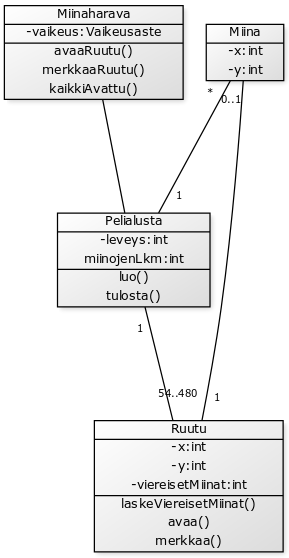 Miinaharava
-vaikeus:Vaikeusaste
avaaRuutu()
merkkaaRuutu()
kaikkiAvattu()
Miina
-x:int
-y:int
*
0..1
1
Pelialusta
-leveys:int
miinojenLkm:int
luo()
tulosta()
1
54..480
1
Ruutu
-x:int
-y:int
-viereisetMiinat:int
laskeViereisetMiinat()
avaa()
merkkaa()